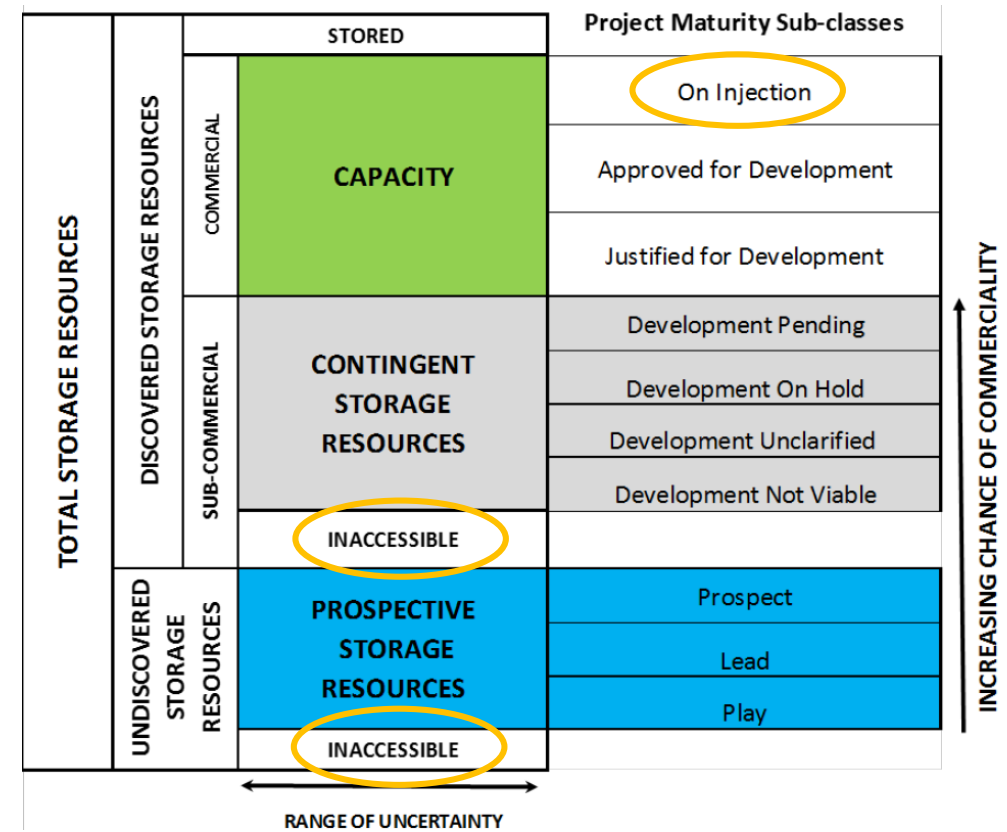 STORED
Project Maturity Sub-classes
TOTAL STORAGE RESOURCES
DISCOVERED STORAGE RESOURCES
COMMERCIAL
CAPACITY
On Injection
Approved for Development
Justified for Development
SUB-COMMERCIAL
CONTINGENT
STORAGE
RESOURCES
Development Pending
Development On Hold
Development Unclarified
Development Not Viable
INACCESSIBLE
UNDISCOVERED
STORAGE
RESOURCES
PROSPECTIVE
STORAGE
RESOURCES
Prospect
Lead
Play
INACCESSIBLE
INCREASING CHANCE OF COMMERCIALITY
RANGE OF UNCERTAINTY